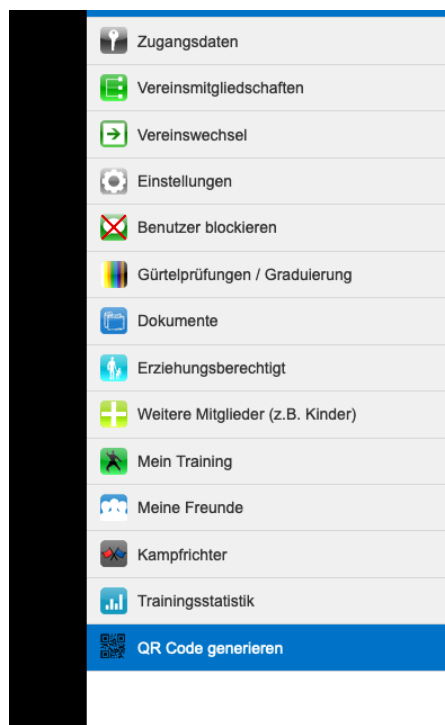 Zugangsdaten
Vereinsmitgliedschaften
Vereinswechsel
Einstellungen
Benutzer blockieren
Gürtelprüfungen / Graduierung
Dokumente
Erziehungsberechtigt
Weitere Mitglieder (z.B. Kinder)
Mein Training
Meine Freunde
Kampfrichter
Trainingsstatistik
QR Code generieren